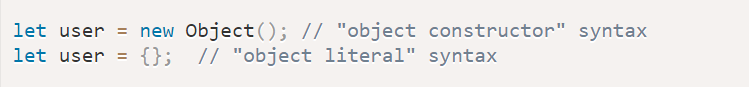 let user = new Object(); // "object constructor" syntax
let user = {};  // "object literal" syntax